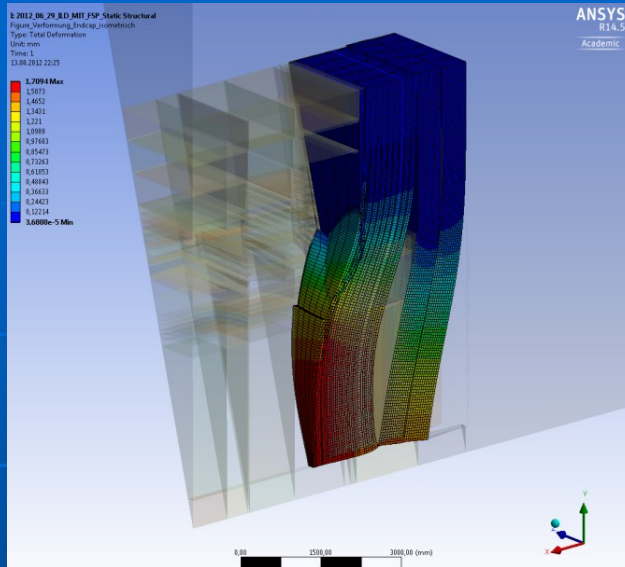 I: 2012_06_29_ILD_MIT_FSP_Static Structural
Figure_Verformung_Endcap_isometrisch
Type: Total Deformation
Unit: mm
Time: 1
13.08.2012 22:25
1,7094 Max
1,5873
1,4652
1,3431
1,221
1,0989
0,97683
0,85473
0,73263
0,61053
0,48843
0,36633
0,24423
0,12214
3,6808e-5 Min
ANSYS
R14.5
Academic
Y
Z
X
0,00
1500,00
3000,00 (mm)